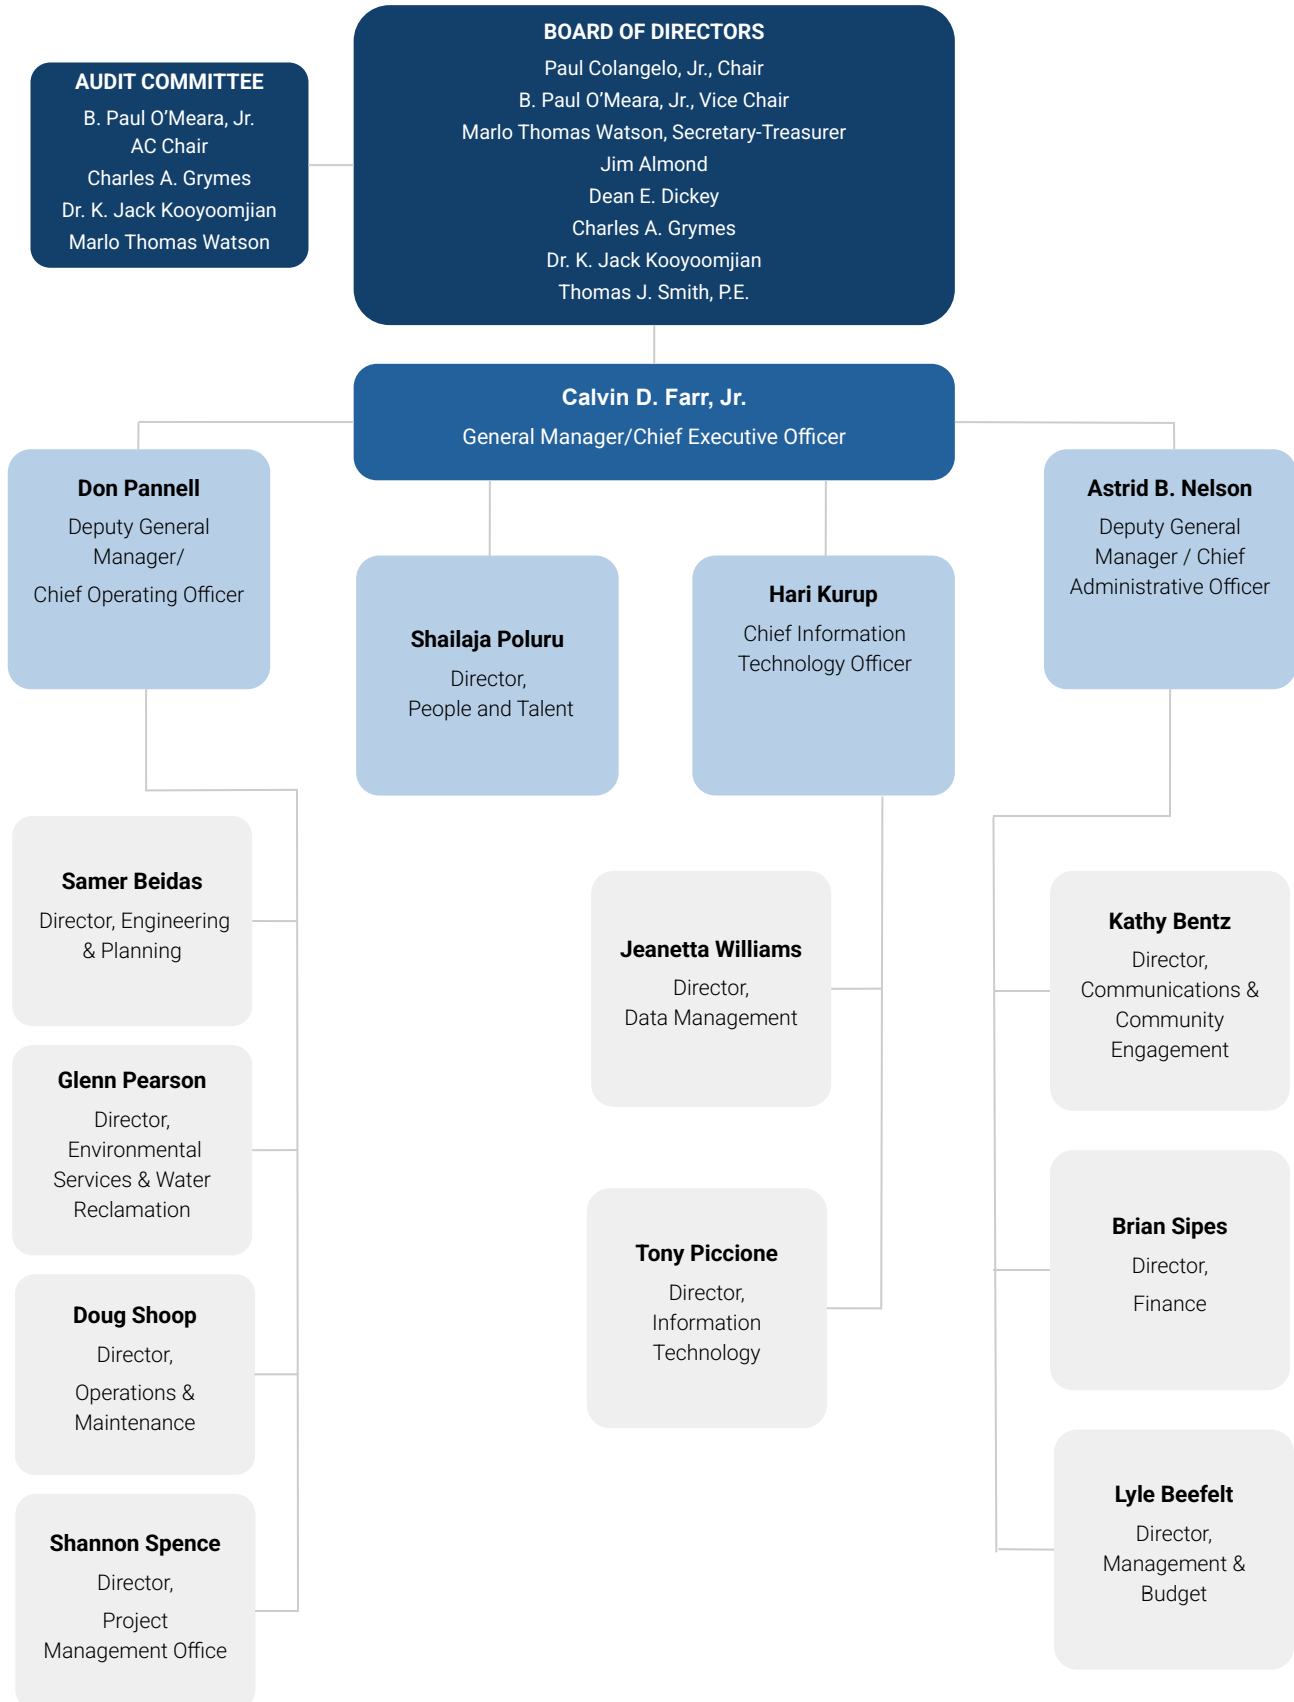 BOARD OF DIRECTORS
Paul Colangelo, Jr., Chair
B. Paul O’Meara, Jr., Vice Chair
Marlo Thomas Watson, Secretary-Treasurer
Jim Almond
Dean E. Dickey
Charles A. Grymes
Dr. K. Jack Kooyoomjian
Thomas J. Smith, P.E.
AUDIT COMMITTEE
B. Paul O’Meara, Jr.
AC Chair
Charles A. Grymes
Dr. K. Jack Kooyoomjian
Marlo Thomas Watson
Calvin D. Farr, Jr.
General Manager/Chief Executive Officer
Don Pannell
Deputy General
Manager/
Chief Operating Officer
Shailaja Poluru
Director,
People and Talent
Hari Kurup
Chief Information
Technology Officer
Astrid B. Nelson
Deputy General
Manager / Chief
Administrative Officer
Samer Beidas
Director, Engineering
& Planning
Glenn Pearson
Director,
Environmental
Services & Water
Reclamation
Doug Shoop
Director,
Operations &
Maintenance
Shannon Spence
Director,
Project
Management Office
Jeanetta Williams
Director,
Data Management
Tony Piccione
Director,
Information
Technology
Kathy Bentz
Director,
Communications &
Community
Engagement
Brian Sipes
Director,
Finance
Lyle Beefelt
Director,
Management &
Budget